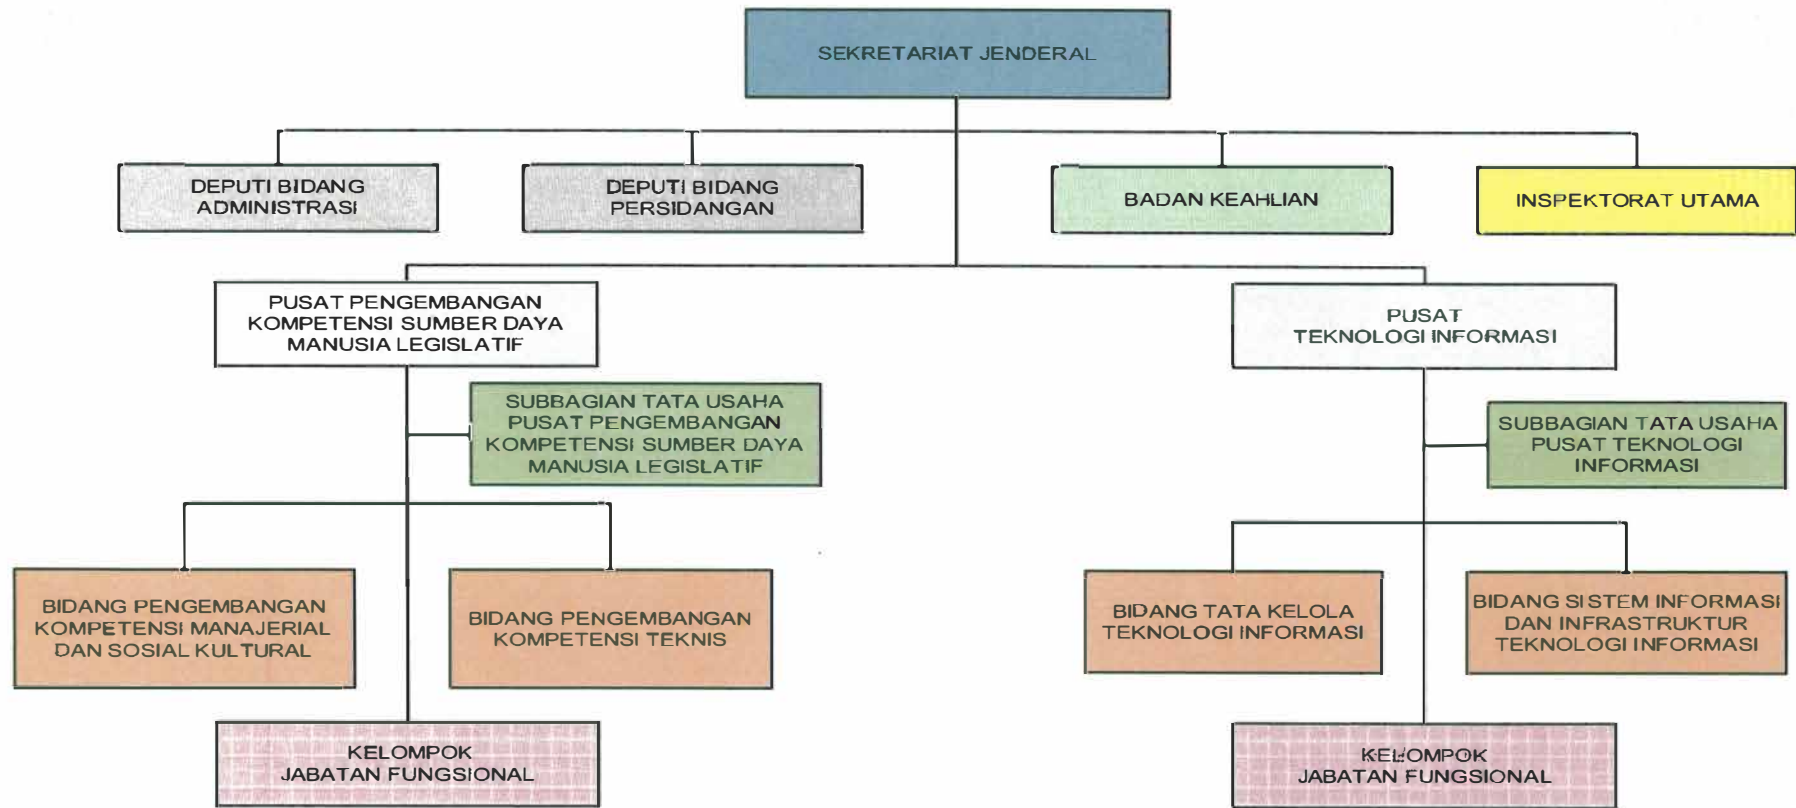 SEKRETARIAT JENDERAL
DEPUTI BIDANG
ADMINISTRASI
DEPUTI BIDANG
PERSIDANGAN
BADAN KEAHLIAN
INSPEKTORAT UTAMA
PUSAT PENGEMBANGAN
KOMPETENSI SUMBER DAYA
MANUSIA LEGISLATIF
PUSAT
TEKNOLOGI INFORMASI
SUBBAGIAN TATA USAHA
PUSAT PENGEMBANGAN
KOMPETENSI SUMBER DAYA
MANUSIA LEGISLATIF
SUBBAGIAN TATA USAHA
PUSAT TEKNOLOGI
INFORMASI
BIDANG PENGEMBANGAN
KOMPETENSI MANAJERIAL
DAN SOSIAL KULTURAL
BIDANG PENGEMBANGAN
KOMPETENSI TEKNIS
BIDANG TATA KELOLA
TEKNOLOGI INFORMASI
BIDANG SISTEM INFORMASI
DAN INFRASTRUKTUR
TEKNOLOGI INFORMASI
KELOMPOK
JABATAN FUNGSIONAL
KELOMPOK
JABATAN FUNGSIONAL